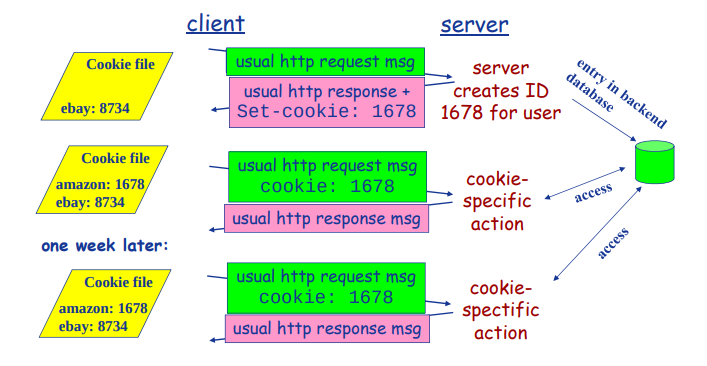 client
server
Cookie file
ebay: 8734
usual http request msg
usual http response +
Set-cookie: 1678
server
creates ID
1678 for user
entry in backend
database
Cookie file
amazon: 1678
ebay: 8734
usual http request msg
cookie: 1678
usual http response msg
cookie-
specific
action
access
access
one week later:
Cookie file
amazon: 1678
ebay: 8734
usual http request msg
cookie: 1678
usual http response msg
cookie-
spectific
action